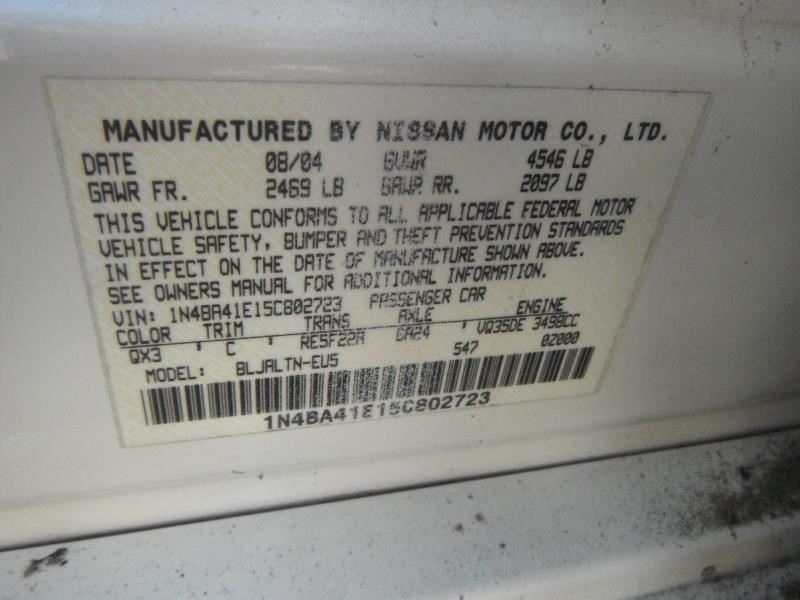 MANUFACTURED BY NISSAN MOTOR CO., LTD.
DATE 08/04 GVWR 4546 LB
GAWR FR. 2469 LB GAWR RR. 2097 LB
THIS VEHICLE CONFORMS TO ALL APPLICABLE FEDERAL MOTOR
VEHICLE SAFETY, BUMPER AND THEFT PREVENTION STANDARDS
IN EFFECT ON THE DATE OF MANUFACTURE SHOWN ABOVE.
SEE OWNERS MANUAL FOR ADDITIONAL INFORMATION.
VIN: 1N4BA41E15C802723 PASSENGER CAR
COLOR TRIM TRANS AXLE ENGINE
QX3 ' C ' RE5F22A GA24 VQ35DE 3498CC
MODEL: BLJALTN-EU5 547 0Z000
1N4BA41E15C802723